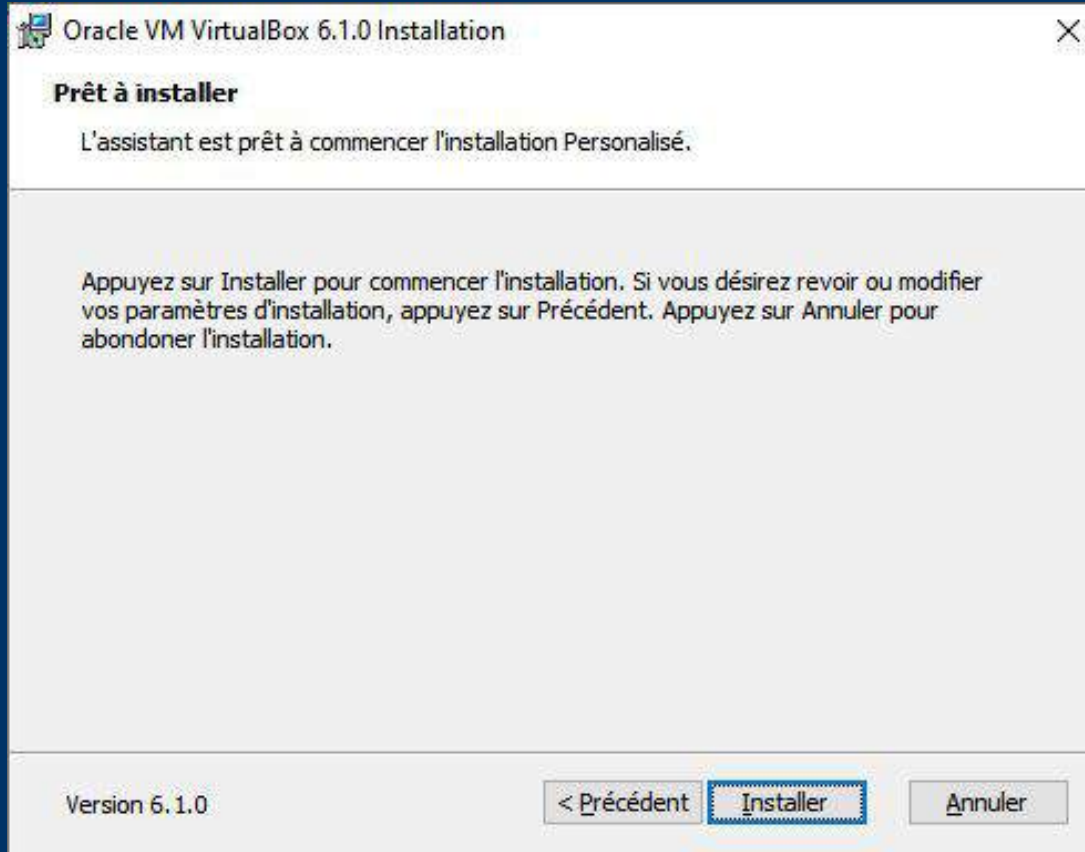 Oracle VM VirtualBox 6.1.0 Installation
Prêt à installer
L'assistant est prêt à commencer l'installation Personalisé.
Appuyez sur Installer pour commencer l'installation. Si vous désirez revoir ou modifier
vos paramètres d'installation, appuyez sur Précédent. Appuyez sur Annuler pour
abondoner l'installation.
Version 6.1.0
< Précédent
Installer
Annuler